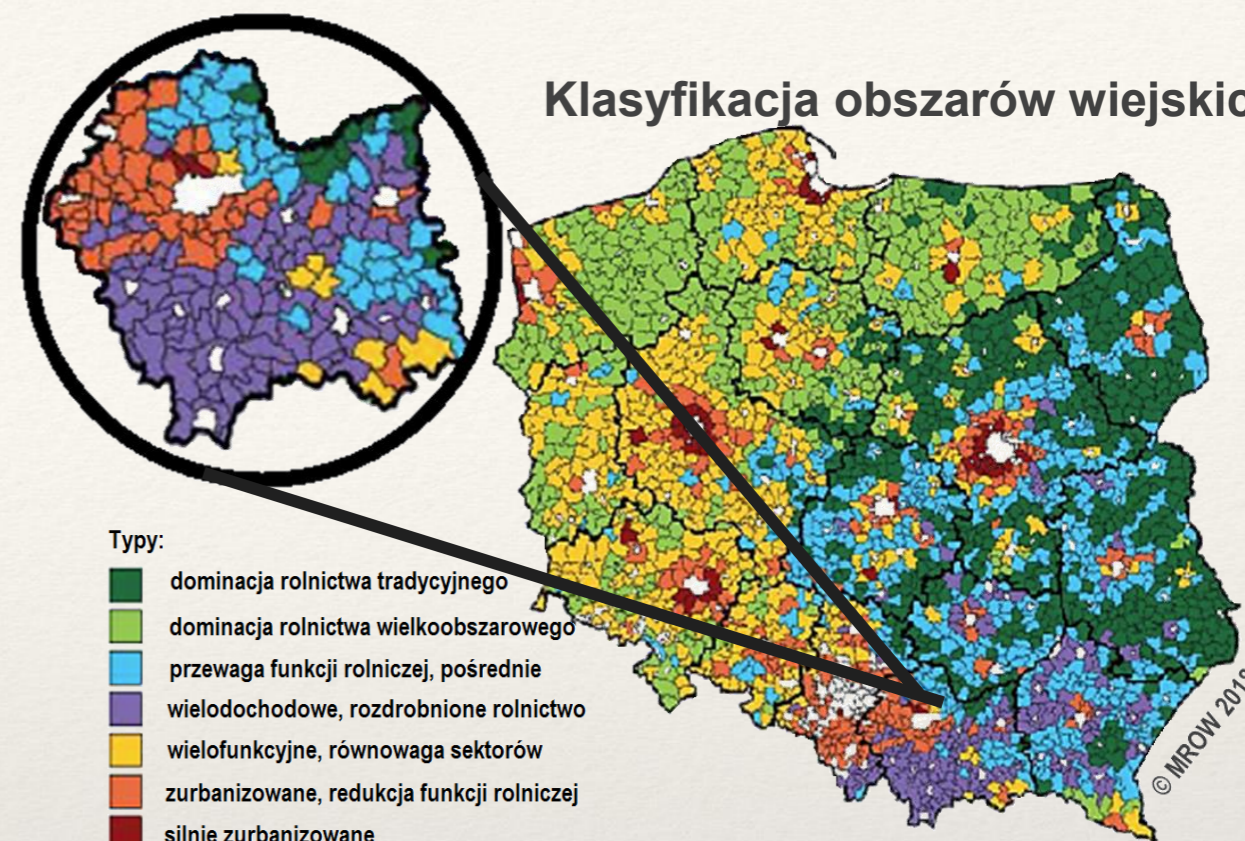 Klasyfikacja obszarów wiejskic
Typy:
dominacja rolnictwa tradycyjnego
dominacja rolnictwa wielkoobszarowego
przewaga funkcji rolniczej, pośrednie
wielodochodowe, rozdrobnione rolnictwo
wielofunkcyjne, równowaga sektorów
zurbanizowane, redukcja funkcji rolniczej
silnie zurbanizowane
© MROW 2018